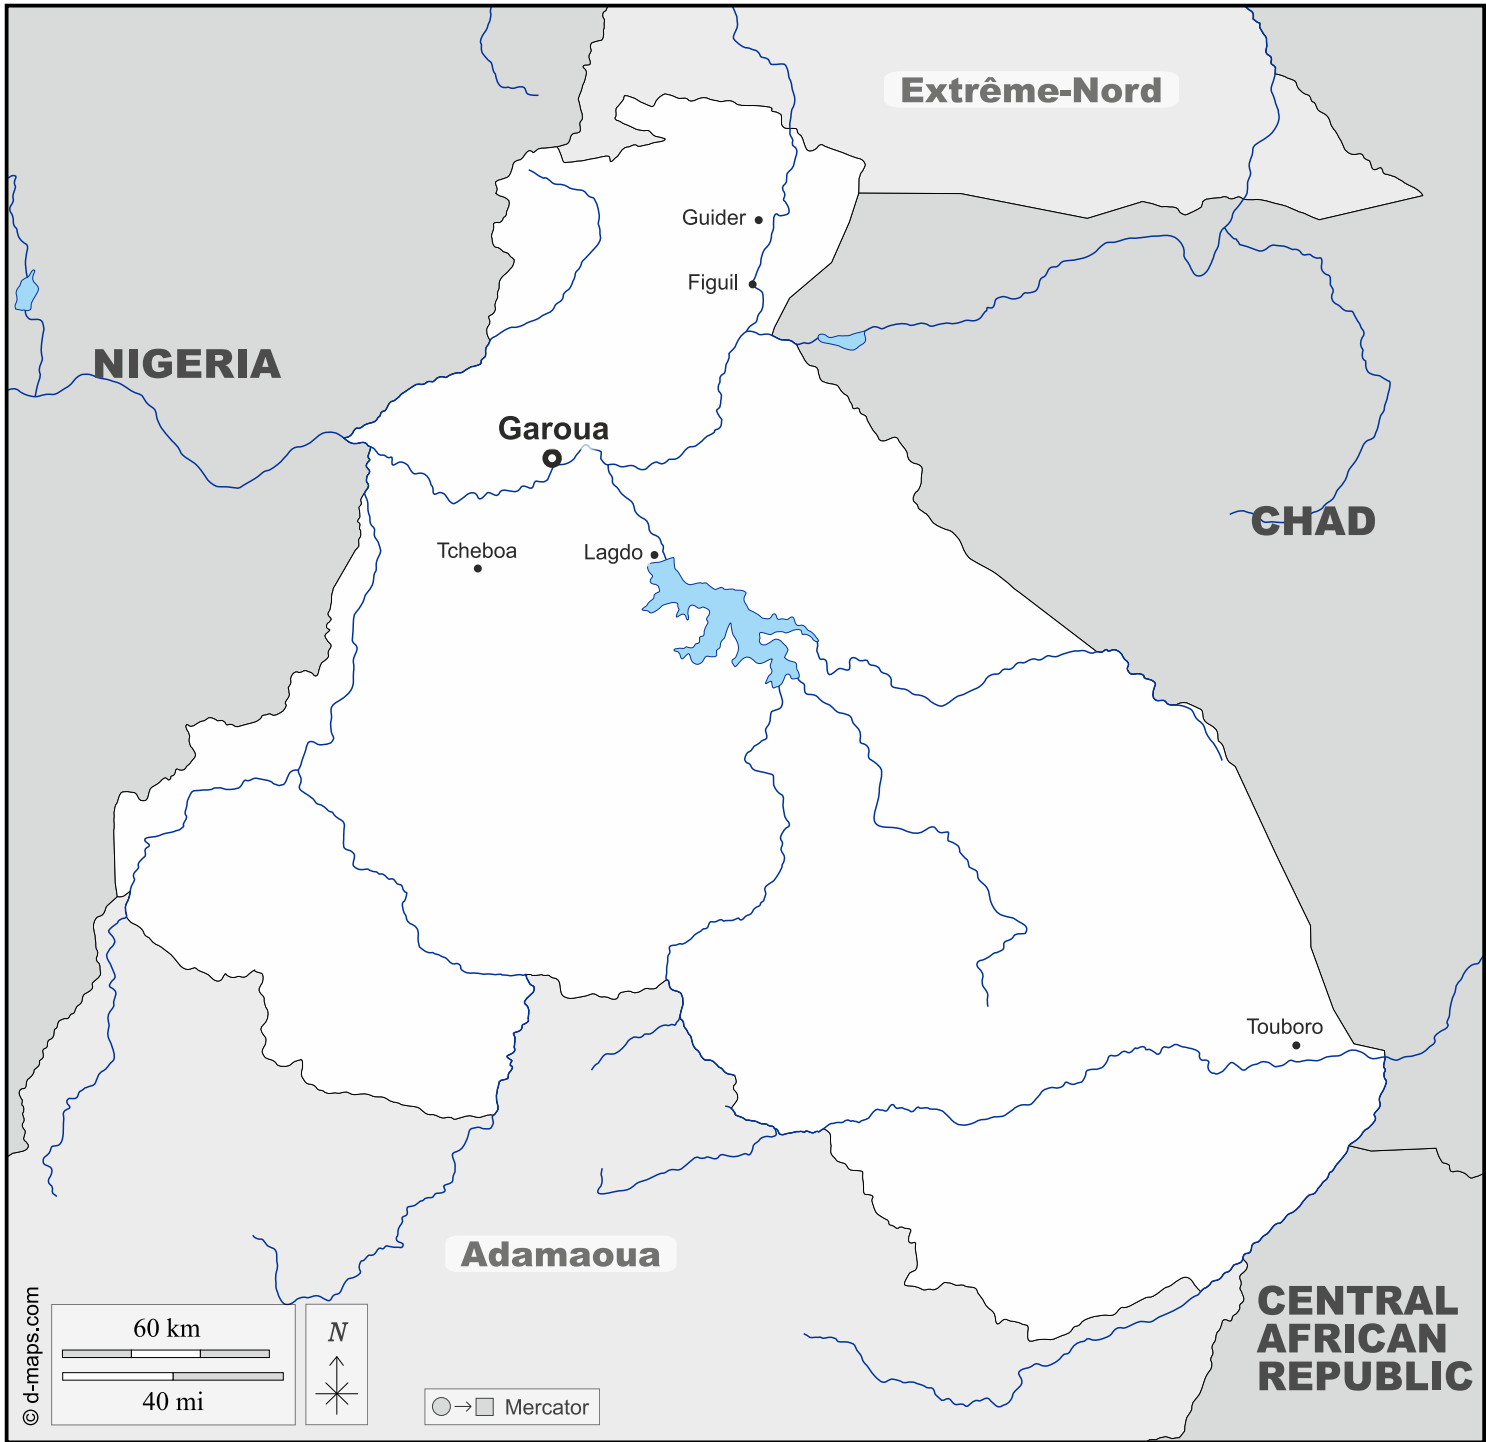 Extrême-Nord
Guider
Figuil
NIGERIA
Garoua
CHAD
Tcheboa
Lagdo
Touboro
Adamaoua
CENTRAL
AFRICAN
REPUBLIC
© d-maps.com
60 km
40 mi
N
Mercator